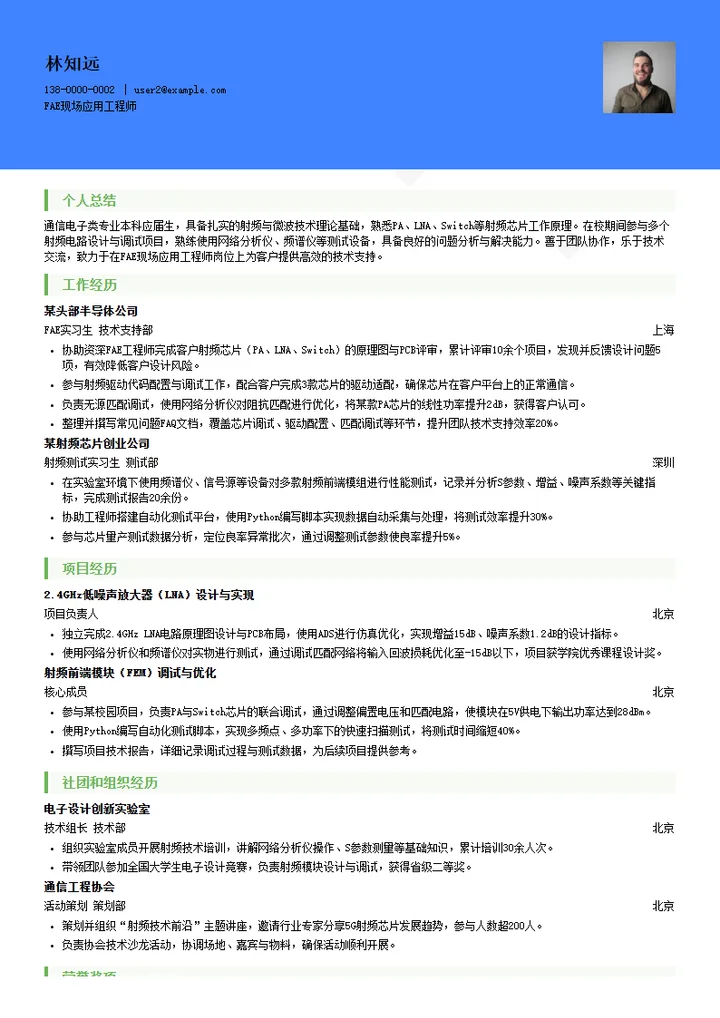 林知远
138-0000-0002 | user2@example.com
FAE现场应用工程师
个人总结
通信电子类专业本科应届生，具备扎实的射频与微波技术理论基础，熟悉PA、LNA、Switch等射频芯片工作原理。在校期间参与多个
射频电路设计与调试项目，熟练使用网络分析仪、频谱仪等测试设备，具备良好的问题分析与解决能力。善于团队协作，乐于技术
交流，致力于在FAE现场应用工程师岗位上为客户提供高效的技术支持。
工作经历
某头部半导体公司
FAE实习生 技术支持部 上海
• 协助资深FAE工程师完成客户射频芯片（PA、LNA、Switch）的原理图与PCB评审，累计评审10余个项目，发现并反馈设计问题5
项，有效降低客户设计风险。
• 参与射频驱动代码配置与调试工作，配合客户完成3款芯片的驱动适配，确保芯片在客户平台上的正常通信。
• 负责无源匹配调试，使用网络分析仪对阻抗匹配进行优化，将某款PA芯片的线性功率提升2dB，获得客户认可。
• 整理并撰写常见问题FAQ文档，覆盖芯片调试、驱动配置、匹配调试等环节，提升团队技术支持效率20%。
某射频芯片创业公司
射频测试实习生 测试部 深圳
• 在实验室环境下使用频谱仪、信号源等设备对多款射频前端模组进行性能测试，记录并分析S参数、增益、噪声系数等关键指
标，完成测试报告20余份。
• 协助工程师搭建自动化测试平台，使用Python编写脚本实现数据自动采集与处理，将测试效率提升30%。
• 参与芯片量产测试数据分析，定位良率异常批次，通过调整测试参数使良率提升5%。
项目经历
2.4GHz低噪声放大器（LNA）设计与实现
项目负责人 北京
• 独立完成2.4GHz LNA电路原理图设计与PCB布局，使用ADS进行仿真优化，实现增益15dB、噪声系数1.2dB的设计指标。
• 使用网络分析仪和频谱仪对实物进行测试，通过调试匹配网络将输入回波损耗优化至-15dB以下，项目获学院优秀课程设计奖。
射频前端模块（FEM）调试与优化
核心成员 北京
• 参与某校园项目，负责PA与Switch芯片的联合调试，通过调整偏置电压和匹配电路，使模块在5V供电下输出功率达到28dBm。
• 使用Python编写自动化测试脚本，实现多频点、多功率下的快速扫描测试，将测试时间缩短40%。
• 撰写项目技术报告，详细记录调试过程与测试数据，为后续项目提供参考。
社团和组织经历
电子设计创新实验室
技术组长 技术部 北京
• 组织实验室成员开展射频技术培训，讲解网络分析仪操作、S参数测量等基础知识，累计培训30余人次。
• 带领团队参加全国大学生电子设计竞赛，负责射频模块设计与调试，获得省级二等奖。
通信工程协会
活动策划 策划部 北京
• 策划并组织“射频技术前沿”主题讲座，邀请行业专家分享5G射频芯片发展趋势，参与人数超200人。
• 负责协会技术沙龙活动，协调场地、嘉宾与物料，确保活动顺利开展。
荣誉奖项